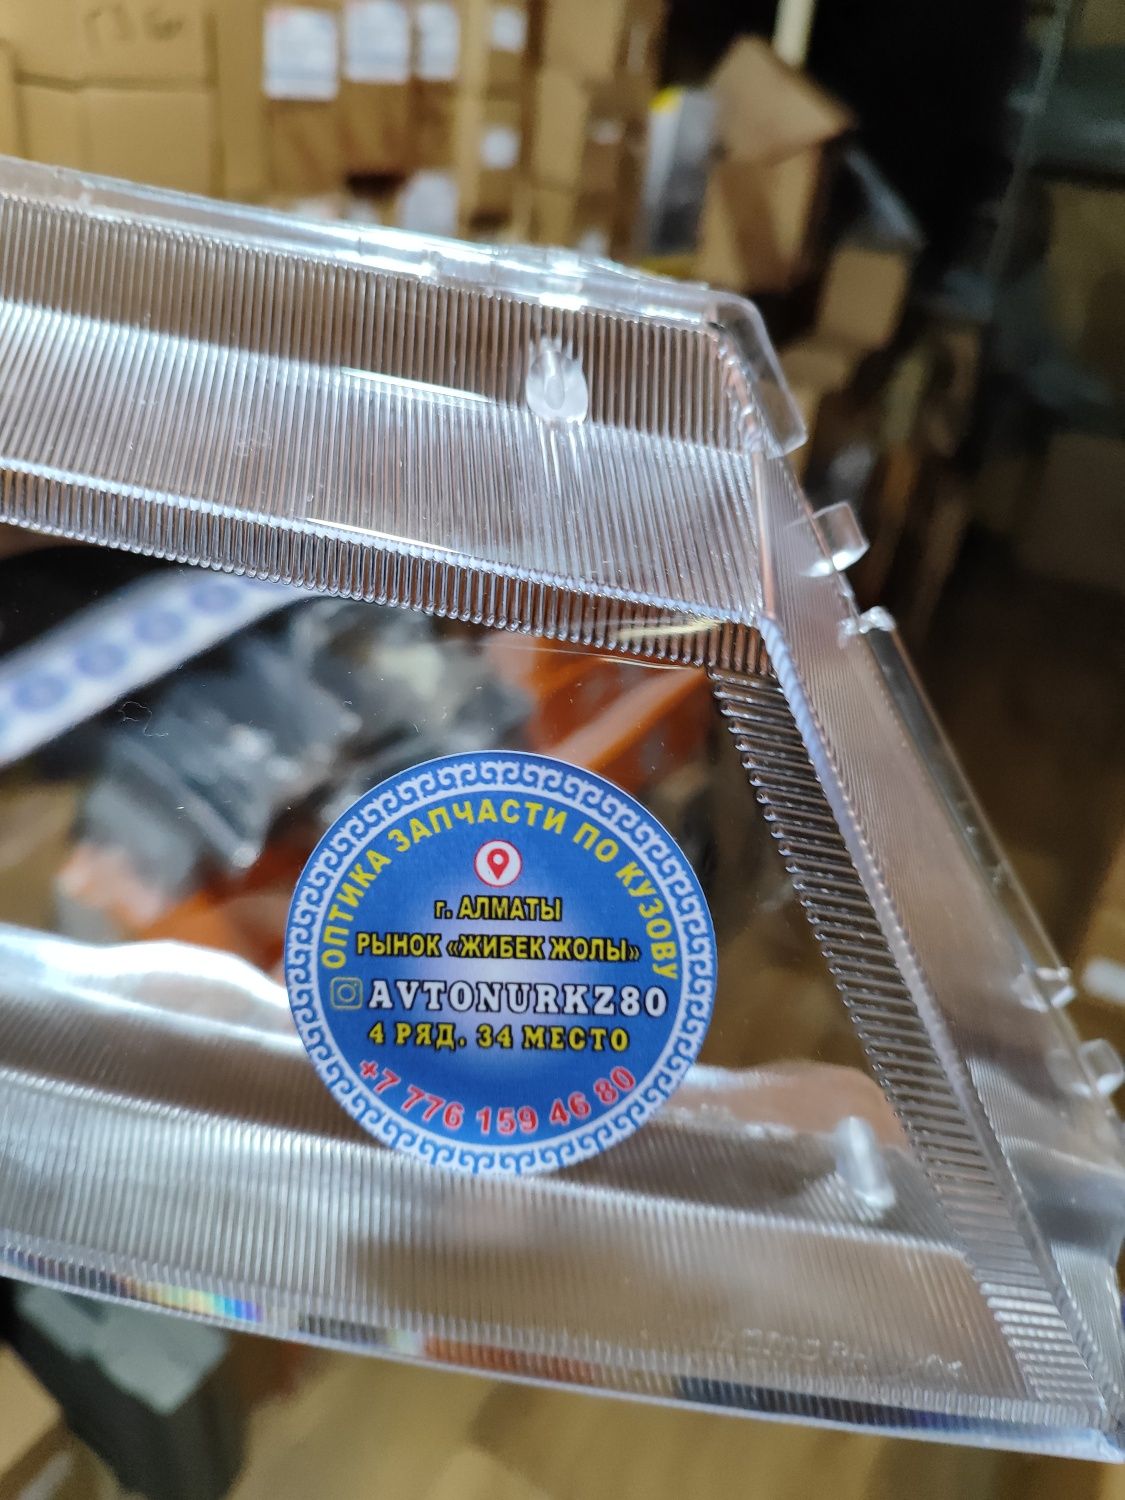 ОПТИКА ЗАПЧАСТИ ПО КУЗОВУ
г. АЛМАТЫ
РЫНОК «ЖИБЕК ЖОЛЫ»
AVTONURKZ80
4 РЯД. 34 МЕСТО
+7 776 159 46 80